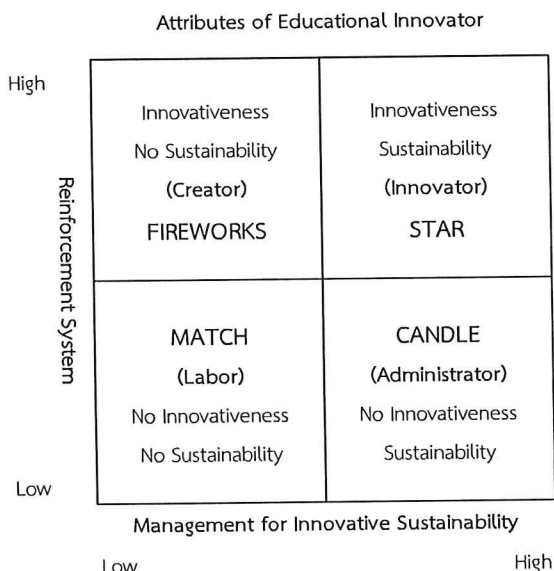 Attributes of Educational Innovator
High
Reinforcement System
Low
Innovativeness
No Sustainability
(Creator)
FIREWORKS
Innovativeness
Sustainability
(Innovator)
STAR
MATCH
(Labor)
No Innovativeness
No Sustainability
CANDLE
(Administrator)
No Innovativeness
Sustainability
Management for Innovative Sustainability
Low
High